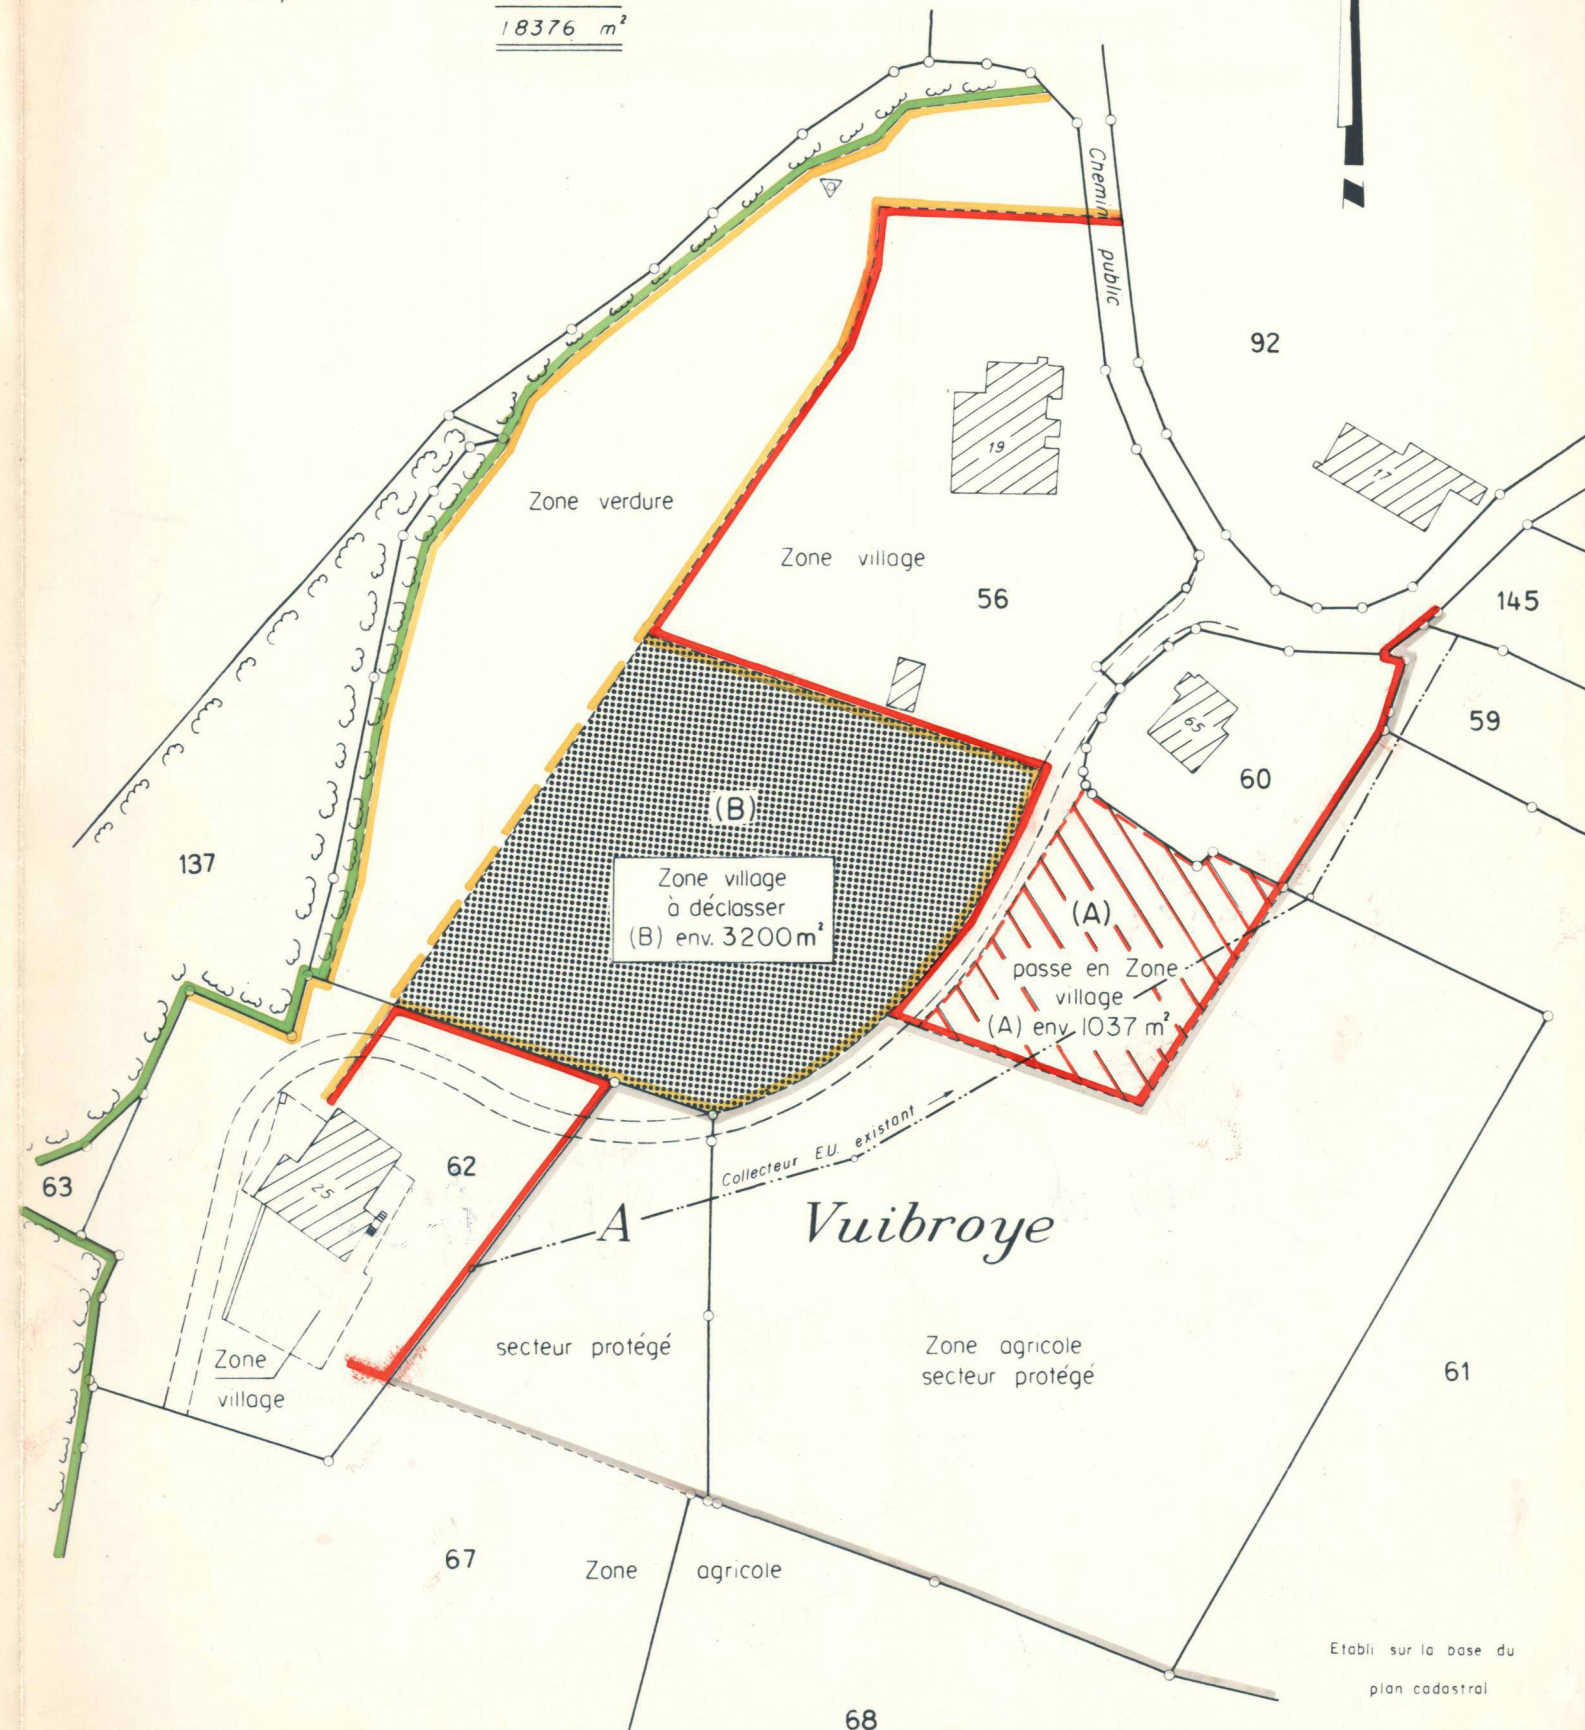 18376 m²
Chemin public
92
19
17
Zone verdure
Zone village
56
145
65
59
60
(B)
137
Zone village
à déclasser
(B) env. 3200m²
(A)
passe en Zone
village
(A) env. 1037 m²
Collecteur E.U. existant
62
63
25
A Vuibroye
secteur protégé
Zone agricole
secteur protégé
Zone
village
61
67
Zone agricole
Etabli sur la base du
plan cadastral
68